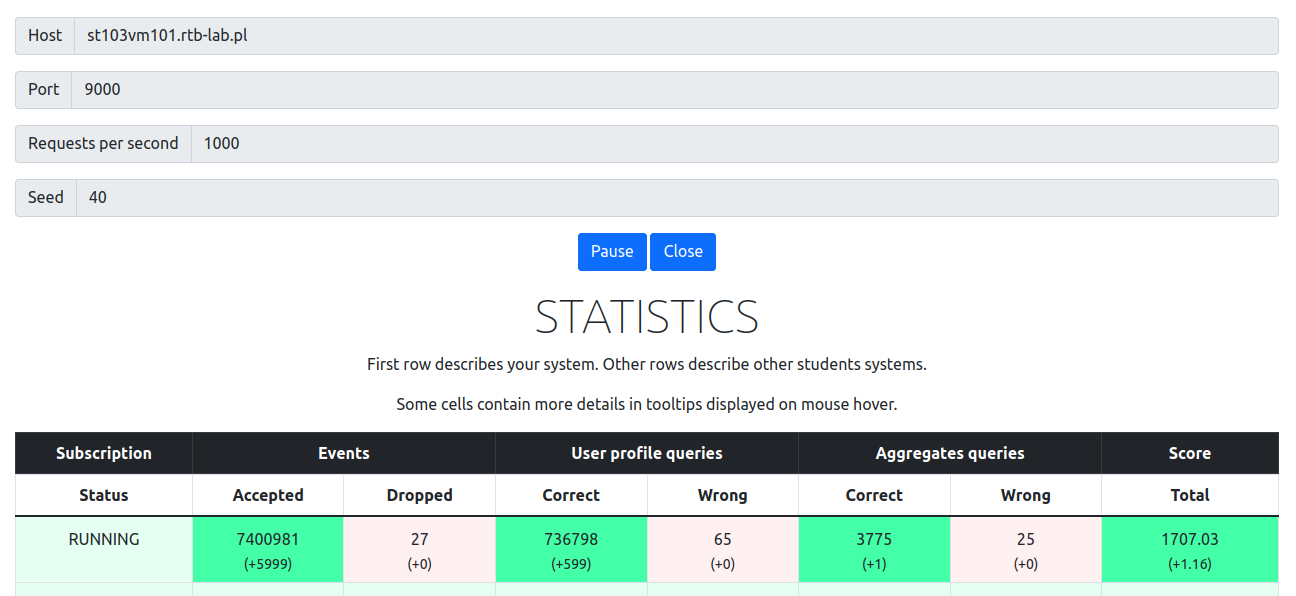 Host st103vm101.rtb-lab.pl
Port 9000
Requests per second 1000
Seed 40
Pause Close
STATISTICS
First row describes your system. Other rows describe other students systems.
Some cells contain more details in tooltips displayed on mouse hover.
Subscription Events User profile queries Aggregates queries Score
Status Accepted Dropped Correct Wrong Correct Wrong Total
RUNNING 7400981 27 736798 65 3775 25 1707.03
(+5999) (+0) (+599) (+0) (+1) (+0) (+1.16)